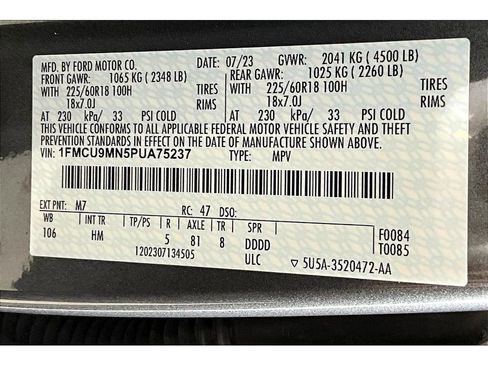 MFD. BY FORD MOTOR CO. 07/23 GVWR: 2041 KG ( 4500 LB)
FRONT GAWR: 1065 KG ( 2348 LB) REAR GAWR: 1025 KG ( 2260 LB)
WITH 225/60R18 100H TIRES WITH 225/60R18 100H TIRES
18x7.0J RIMS 18x7.0J RIMS
AT 230 kPa/ 33 PSI COLD AT 230 kPa/ 33 PSI COLD
THIS VEHICLE CONFORMS TO ALL APPLICABLE FEDERAL MOTOR VEHICLE SAFETY, BUMPER, AND THEFT
PREVENTION STANDARDS IN EFFECT ON THE DATE OF MANUFACTURE SHOWN ABOVE.
VIN: 1FMCU9MN5PUA75237 TYPE: MPV
EXT PNT: M7 RC: 47 DSO:
WB INT TR TP/PS R AXLE TR SPR F0084
106 HM 5 81 8 DDDD T0085
1202307134505 ULC 5U5A-3520472-AA